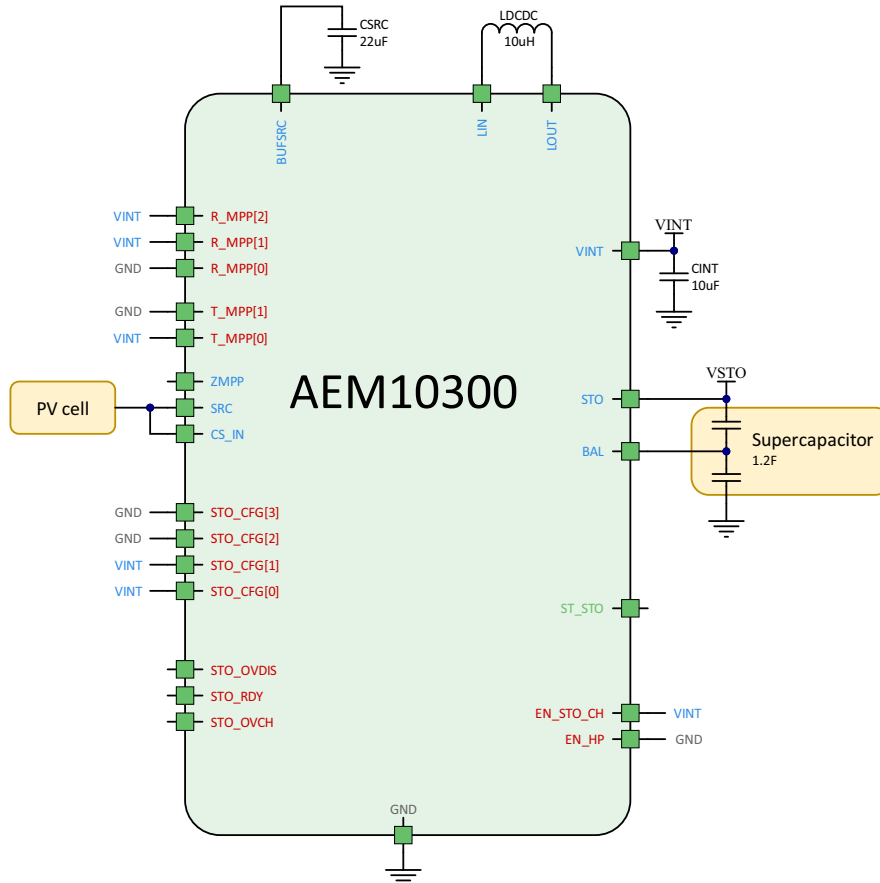 CSRC
22uF
LDCDC
10uH
BUFSRC
LIN
LOUT
VINT R_MPP[2]
VINT R_MPP[1]
GND R_MPP[0]
GND T_MPP[1]
VINT T_MPP[0]
ZMPP
PV cell
SRC
CS_IN
GND STO_CFG[3]
GND STO_CFG[2]
VINT STO_CFG[1]
VINT STO_CFG[0]
STO_OVDIS
STO_RDY
STO_OVCH
AEM10300
VINT
VINT
CINT
10uF
VSTO
STO
BAL
Supercapacitor
1.2F
ST_STO
EN_STO_CH VINT
EN_HP GND
GND